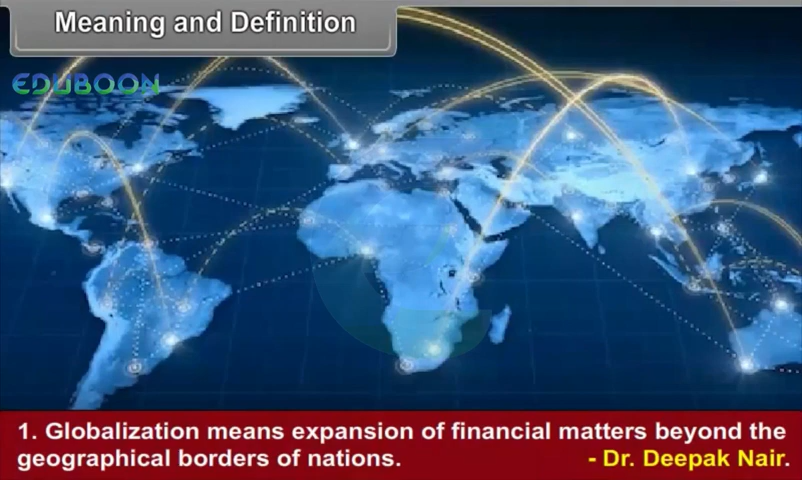 Meaning and Definition
EDUBOON
1. Globalization means expansion of financial matters beyond the
geographical borders of nations. - Dr. Deepak Nair.